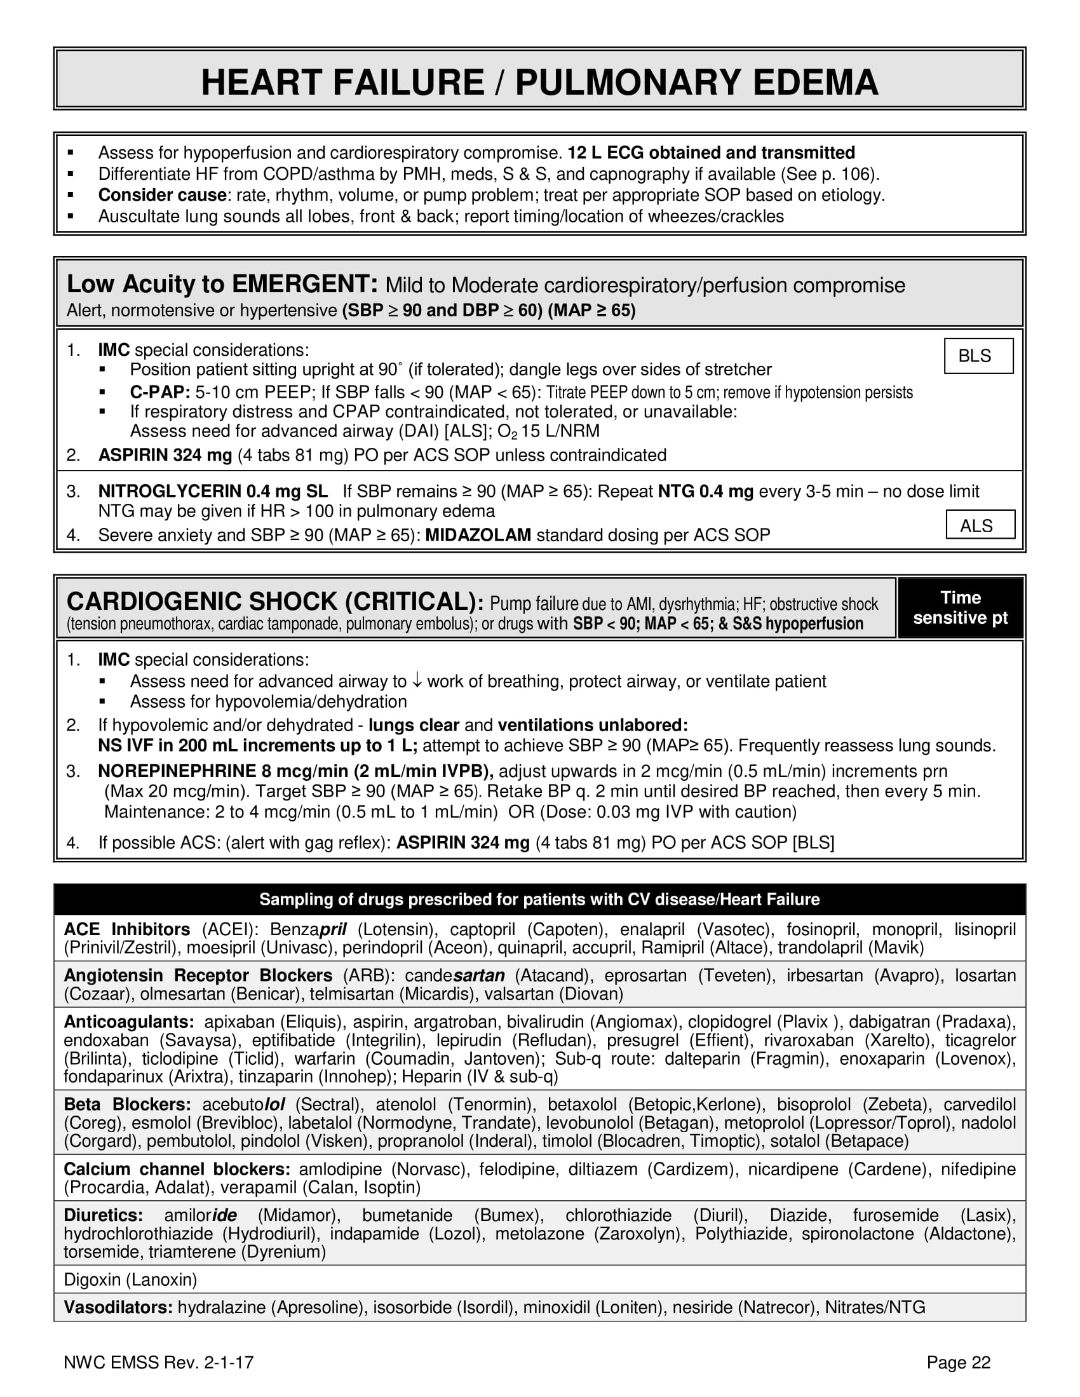 HEART FAILURE / PULMONARY EDEMA
▪ Assess for hypoperfusion and cardiorespiratory compromise. 12 L ECG obtained and transmitted
▪ Differentiate HF from COPD/asthma by PMH, meds, S & S, and capnography if available (See p. 106).
▪ Consider cause: rate, rhythm, volume, or pump problem; treat per appropriate SOP based on etiology.
▪ Auscultate lung sounds all lobes, front & back; report timing/location of wheezes/crackles
Low Acuity to EMERGENT: Mild to Moderate cardiorespiratory/perfusion compromise
Alert, normotensive or hypertensive (SBP ≥ 90 and DBP ≥ 60) (MAP ≥ 65)
1. IMC special considerations:
BLS
▪ Position patient sitting upright at 90˚ (if tolerated); dangle legs over sides of stretcher
▪ C-PAP: 5-10 cm PEEP; If SBP falls < 90 (MAP < 65): Titrate PEEP down to 5 cm; remove if hypotension persists
▪ If respiratory distress and CPAP contraindicated, not tolerated, or unavailable:
Assess need for advanced airway (DAI) [ALS]; O2 15 L/NRM
2. ASPIRIN 324 mg (4 tabs 81 mg) PO per ACS SOP unless contraindicated
3. NITROGLYCERIN 0.4 mg SL If SBP remains ≥ 90 (MAP ≥ 65): Repeat NTG 0.4 mg every 3-5 min – no dose limit
NTG may be given if HR > 100 in pulmonary edema
ALS
4. Severe anxiety and SBP ≥ 90 (MAP ≥ 65): MIDAZOLAM standard dosing per ACS SOP
CARDIOGENIC SHOCK (CRITICAL): Pump failure due to AMI, dysrhythmia; HF; obstructive shock
(tension pneumothorax, cardiac tamponade, pulmonary embolus); or drugs with SBP < 90; MAP < 65; & S&S hypoperfusion
Time
sensitive pt
1. IMC special considerations:
▪ Assess need for advanced airway to ↓ work of breathing, protect airway, or ventilate patient
▪ Assess for hypovolemia/dehydration
2. If hypovolemic and/or dehydrated - lungs clear and ventilations unlabored:
NS IVF in 200 mL increments up to 1 L; attempt to achieve SBP ≥ 90 (MAP≥ 65). Frequently reassess lung sounds.
3. NOREPINEPHRINE 8 mcg/min (2 mL/min IVPB), adjust upwards in 2 mcg/min (0.5 mL/min) increments prn
(Max 20 mcg/min). Target SBP ≥ 90 (MAP ≥ 65). Retake BP q. 2 min until desired BP reached, then every 5 min.
Maintenance: 2 to 4 mcg/min (0.5 mL to 1 mL/min) OR (Dose: 0.03 mg IVP with caution)
4. If possible ACS: (alert with gag reflex): ASPIRIN 324 mg (4 tabs 81 mg) PO per ACS SOP [BLS]
Sampling of drugs prescribed for patients with CV disease/Heart Failure
ACE Inhibitors (ACEI): Benzapril (Lotensin), captopril (Capoten), enalapril (Vasotec), fosinopril, monopril, lisinopril
(Prinivil/Zestril), moesipril (Univasc), perindopril (Aceon), quinapril, accupril, Ramipril (Altace), trandolapril (Mavik)
Angiotensin Receptor Blockers (ARB): candesartan (Atacand), eprosartan (Teveten), irbesartan (Avapro), losartan
(Cozaar), olmesartan (Benicar), telmisartan (Micardis), valsartan (Diovan)
Anticoagulants: apixaban (Eliquis), aspirin, argatroban, bivalirudin (Angiomax), clopidogrel (Plavix ), dabigatran (Pradaxa),
endoxaban (Savaysa), eptifibatide (Integrilin), lepirudin (Refludan), presugrel (Effient), rivaroxaban (Xarelto), ticagrelor
(Brilinta), ticlodipine (Ticlid), warfarin (Coumadin, Jantoven); Sub-q route: dalteparin (Fragmin), enoxaparin (Lovenox),
fondaparinux (Arixtra), tinzaparin (Innohep); Heparin (IV & sub-q)
Beta Blockers: acebutolol (Sectral), atenolol (Tenormin), betaxolol (Betopic,Kerlone), bisoprolol (Zebeta), carvedilol
(Coreg), esmolol (Brevibloc), labetalol (Normodyne, Trandate), levobunolol (Betagan), metoprolol (Lopressor/Toprol), nadolol
(Corgard), pembutolol, pindolol (Visken), propranolol (Inderal), timolol (Blocadren, Timoptic), sotalol (Betapace)
Calcium channel blockers: amlodipine (Norvasc), felodipine, diltiazem (Cardizem), nicardipene (Cardene), nifedipine
(Procardia, Adalat), verapamil (Calan, Isoptin)
Diuretics: amiloride (Midamor), bumetanide (Bumex), chlorothiazide (Diuril), Diazide, furosemide (Lasix),
hydrochlorothiazide (Hydrodiuril), indapamide (Lozol), metolazone (Zaroxolyn), Polythiazide, spironolactone (Aldactone),
torsemide, triamterene (Dyrenium)
Digoxin (Lanoxin)
Vasodilators: hydralazine (Apresoline), isosorbide (Isordil), minoxidil (Loniten), nesiride (Natrecor), Nitrates/NTG
NWC EMSS Rev. 2-1-17
Page 22